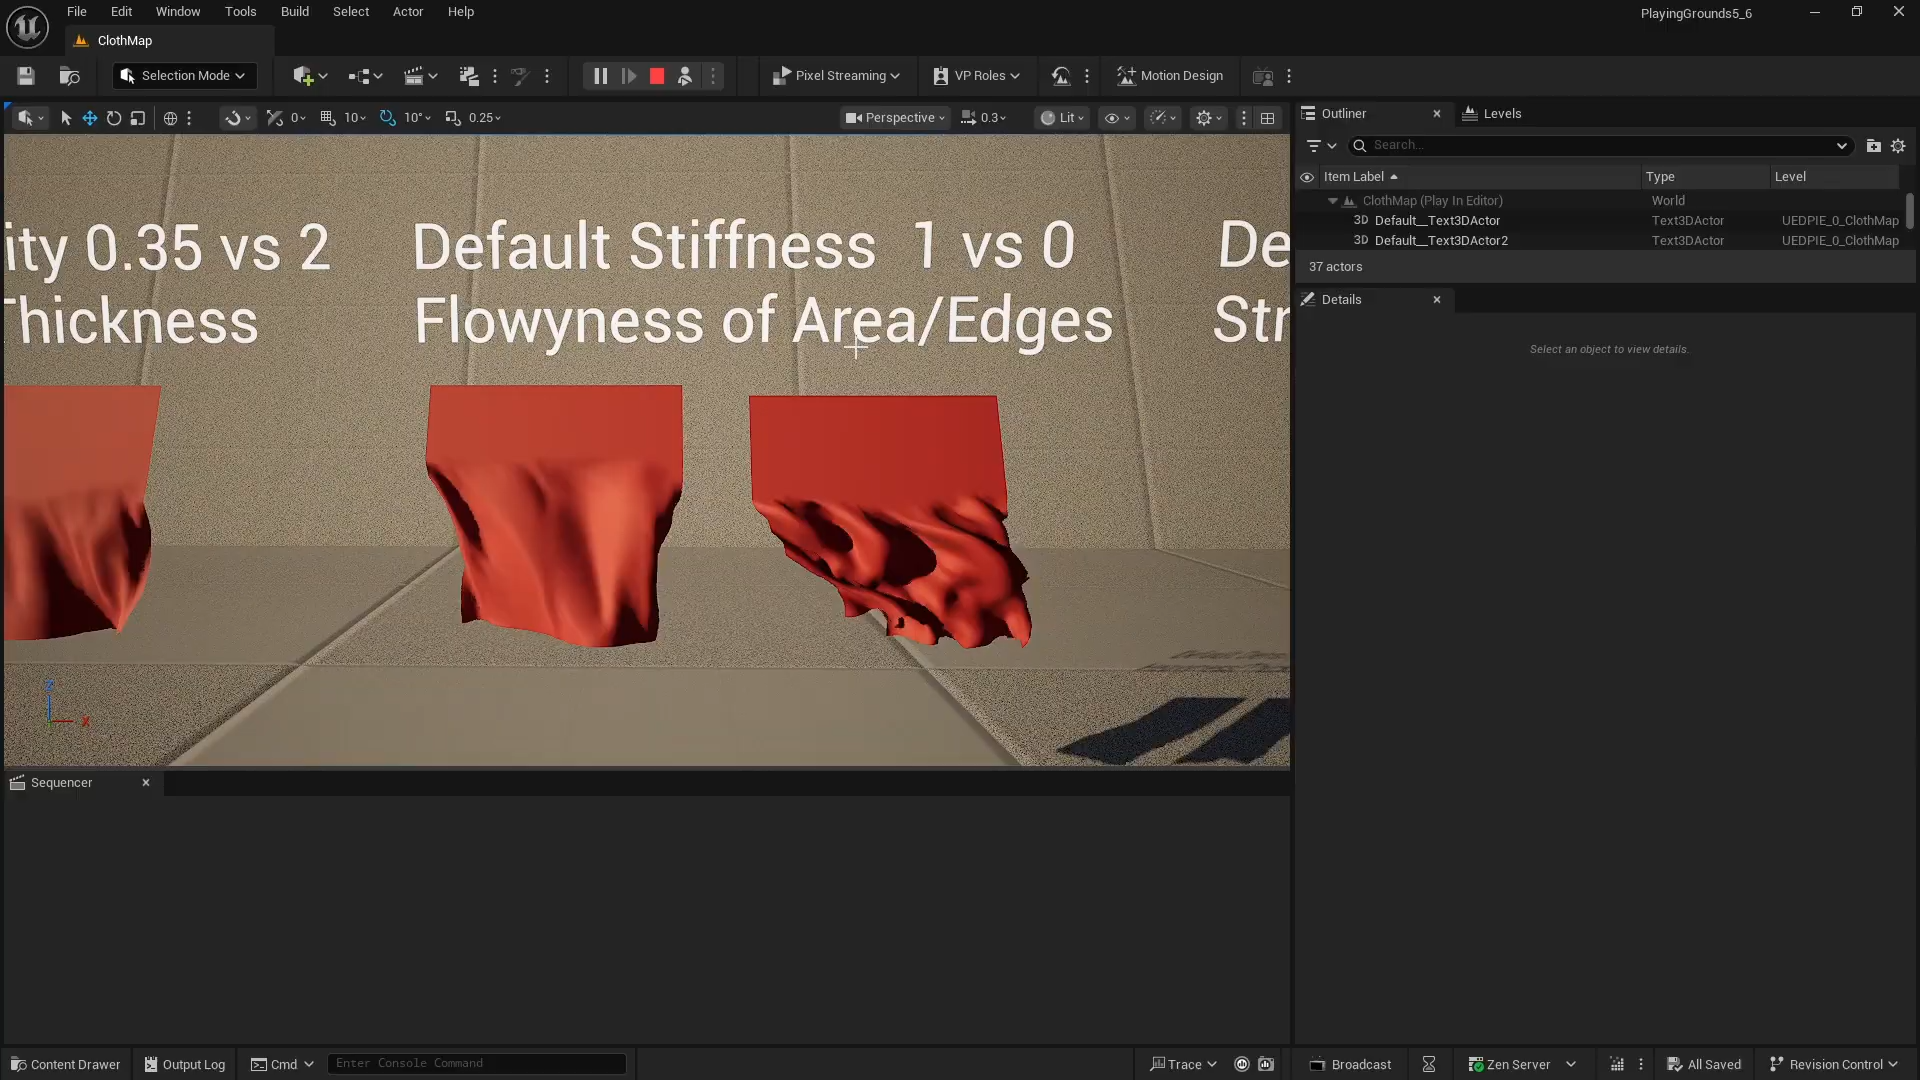 File Edit Window Tools Build Select Actor Help
PlayingGrounds5_6
ClothMap
Selection Mode
Pixel Streaming
VP Roles
Motion Design
0
10
10°
0.25
Perspective
0.3
Lit
ity 0.35 vs 2
Thickness
Default Stiffness 1 vs 0
Flowyness of Area/Edges
De
Str
Z
X
Outliner
Levels
Search...
Item Label Type Level
ClothMap (Play In Editor) World
3D Default__Text3DActor Text3DActor UEDPIE_0_ClothMap
3D Default__Text3DActor2 Text3DActor UEDPIE_0_ClothMap
37 actors
Details
Select an object to view details.
Sequencer
Content Drawer
Output Log
Cmd
Enter Console Command
Trace
Broadcast
Zen Server
All Saved
Revision Control